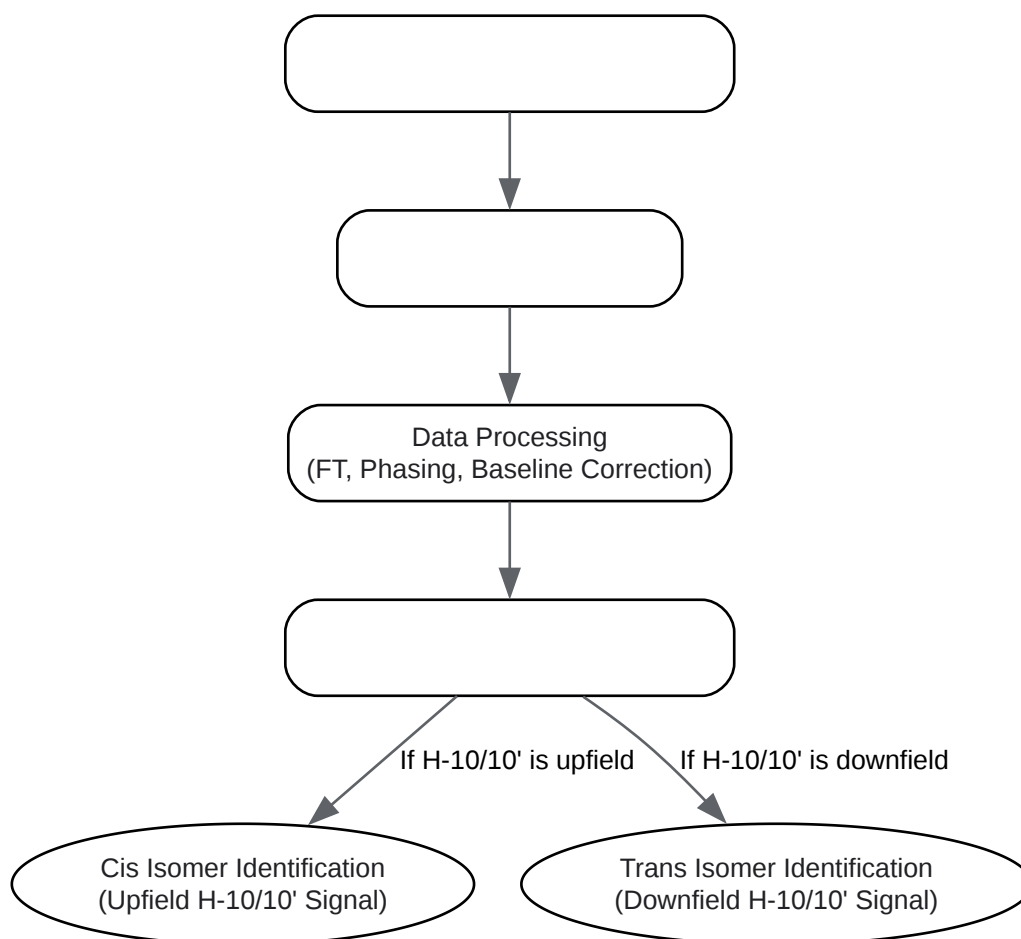 Data Processing
(FT, Phasing, Baseline Correction)
If H-10/10' is upfield
If H-10/10' is downfield
Cis Isomer Identification
(Upfield H-10/10' Signal)
Trans Isomer Identification
(Downfield H-10/10' Signal)